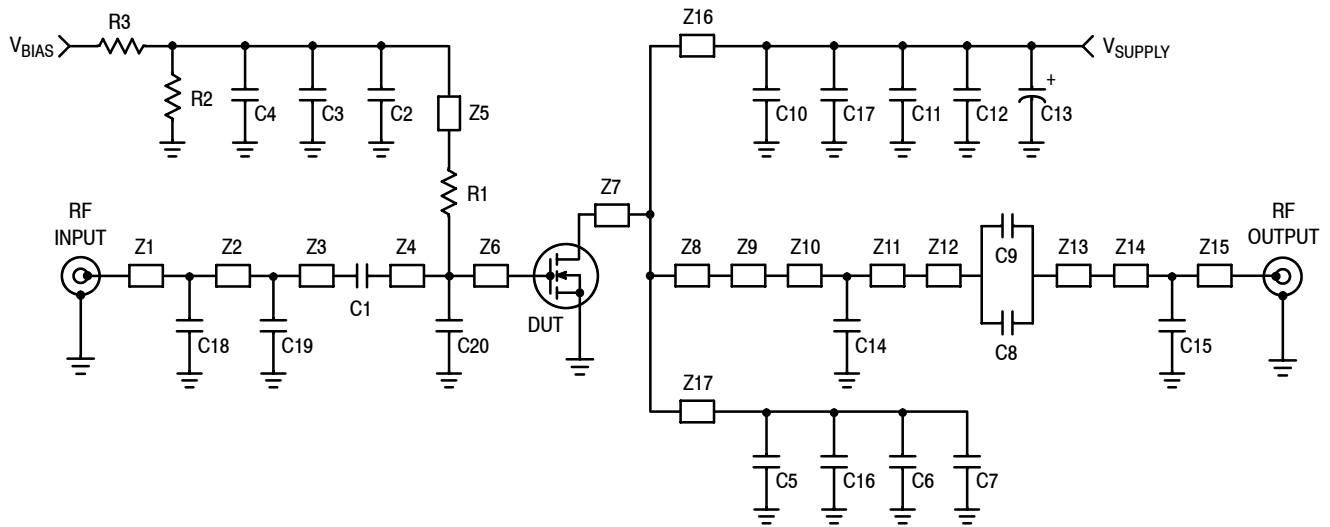 R3
Z16
V_BIAS
V_SUPPLY
R2
C4
C3
C2
Z5
C10
C17
C11
C12
+
C13
R1
Z7
RF
INPUT
Z1
Z2
Z3
Z4
Z6
Z8
Z9
Z10
Z11
Z12
C9
Z13
Z14
Z15
RF
OUTPUT
C1
DUT
C18
C19
C20
C14
C8
C15
Z17
C5
C16
C6
C7